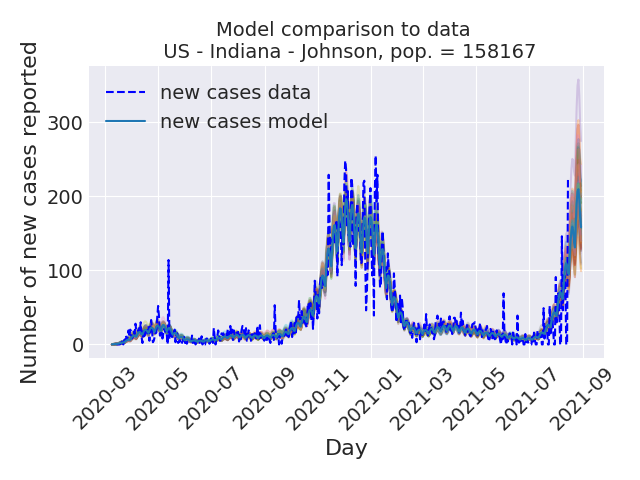 Model comparison to data
US - Indiana - Johnson, pop. = 158167
Number of new cases reported
300
200
100
0
new cases data
new cases model
2020-03
2020-05
2020-07
2020-09
2020-11
2021-01
2021-03
2021-05
2021-07
2021-09
Day